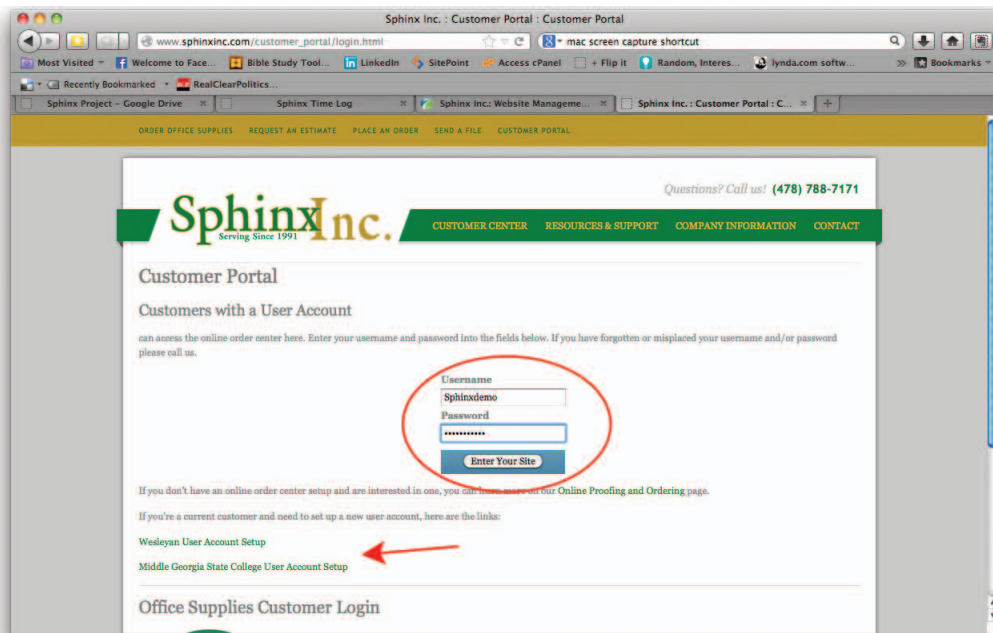 Sphinx Inc. : Customer Portal : Customer Portal
www.sphinxinc.com/customer_portal/login.html
mac screen capture shortcut
Most Visited
Welcome to Face...
Bible Study Tool...
LinkedIn
SitePoint
Access cPanel
+ Flip it
Random, Interes...
lynda.com softw...
Bookmarks
Recently Bookmarked
RealClearPolitics...
Sphinx Project - Google Drive
Sphinx Time Log
Sphinx Inc.: Website Manageme...
Sphinx Inc. : Customer Portal : C...
ORDER OFFICE SUPPLIES REQUEST AN ESTIMATE PLACE AN ORDER SEND A FILE CUSTOMER PORTAL
Questions? Call us! (478) 788-7171
Sphinx Inc.
Serving Since 1991
CUSTOMER CENTER RESOURCES & SUPPORT COMPANY INFORMATION CONTACT
Customer Portal
Customers with a User Account
can access the online order center here. Enter your username and password into the fields below. If you have forgotten or misplaced your username and/or password
please call us.
Username
Sphinxdemo
Password
•••••••••••
Enter Your Site
If you don't have an online order center setup and are interested in one, you can learn more on our Online Proofing and Ordering page.
If you're a current customer and need to set up a new user account, here are the links:
Wesleyan User Account Setup
Middle Georgia State College User Account Setup
Office Supplies Customer Login